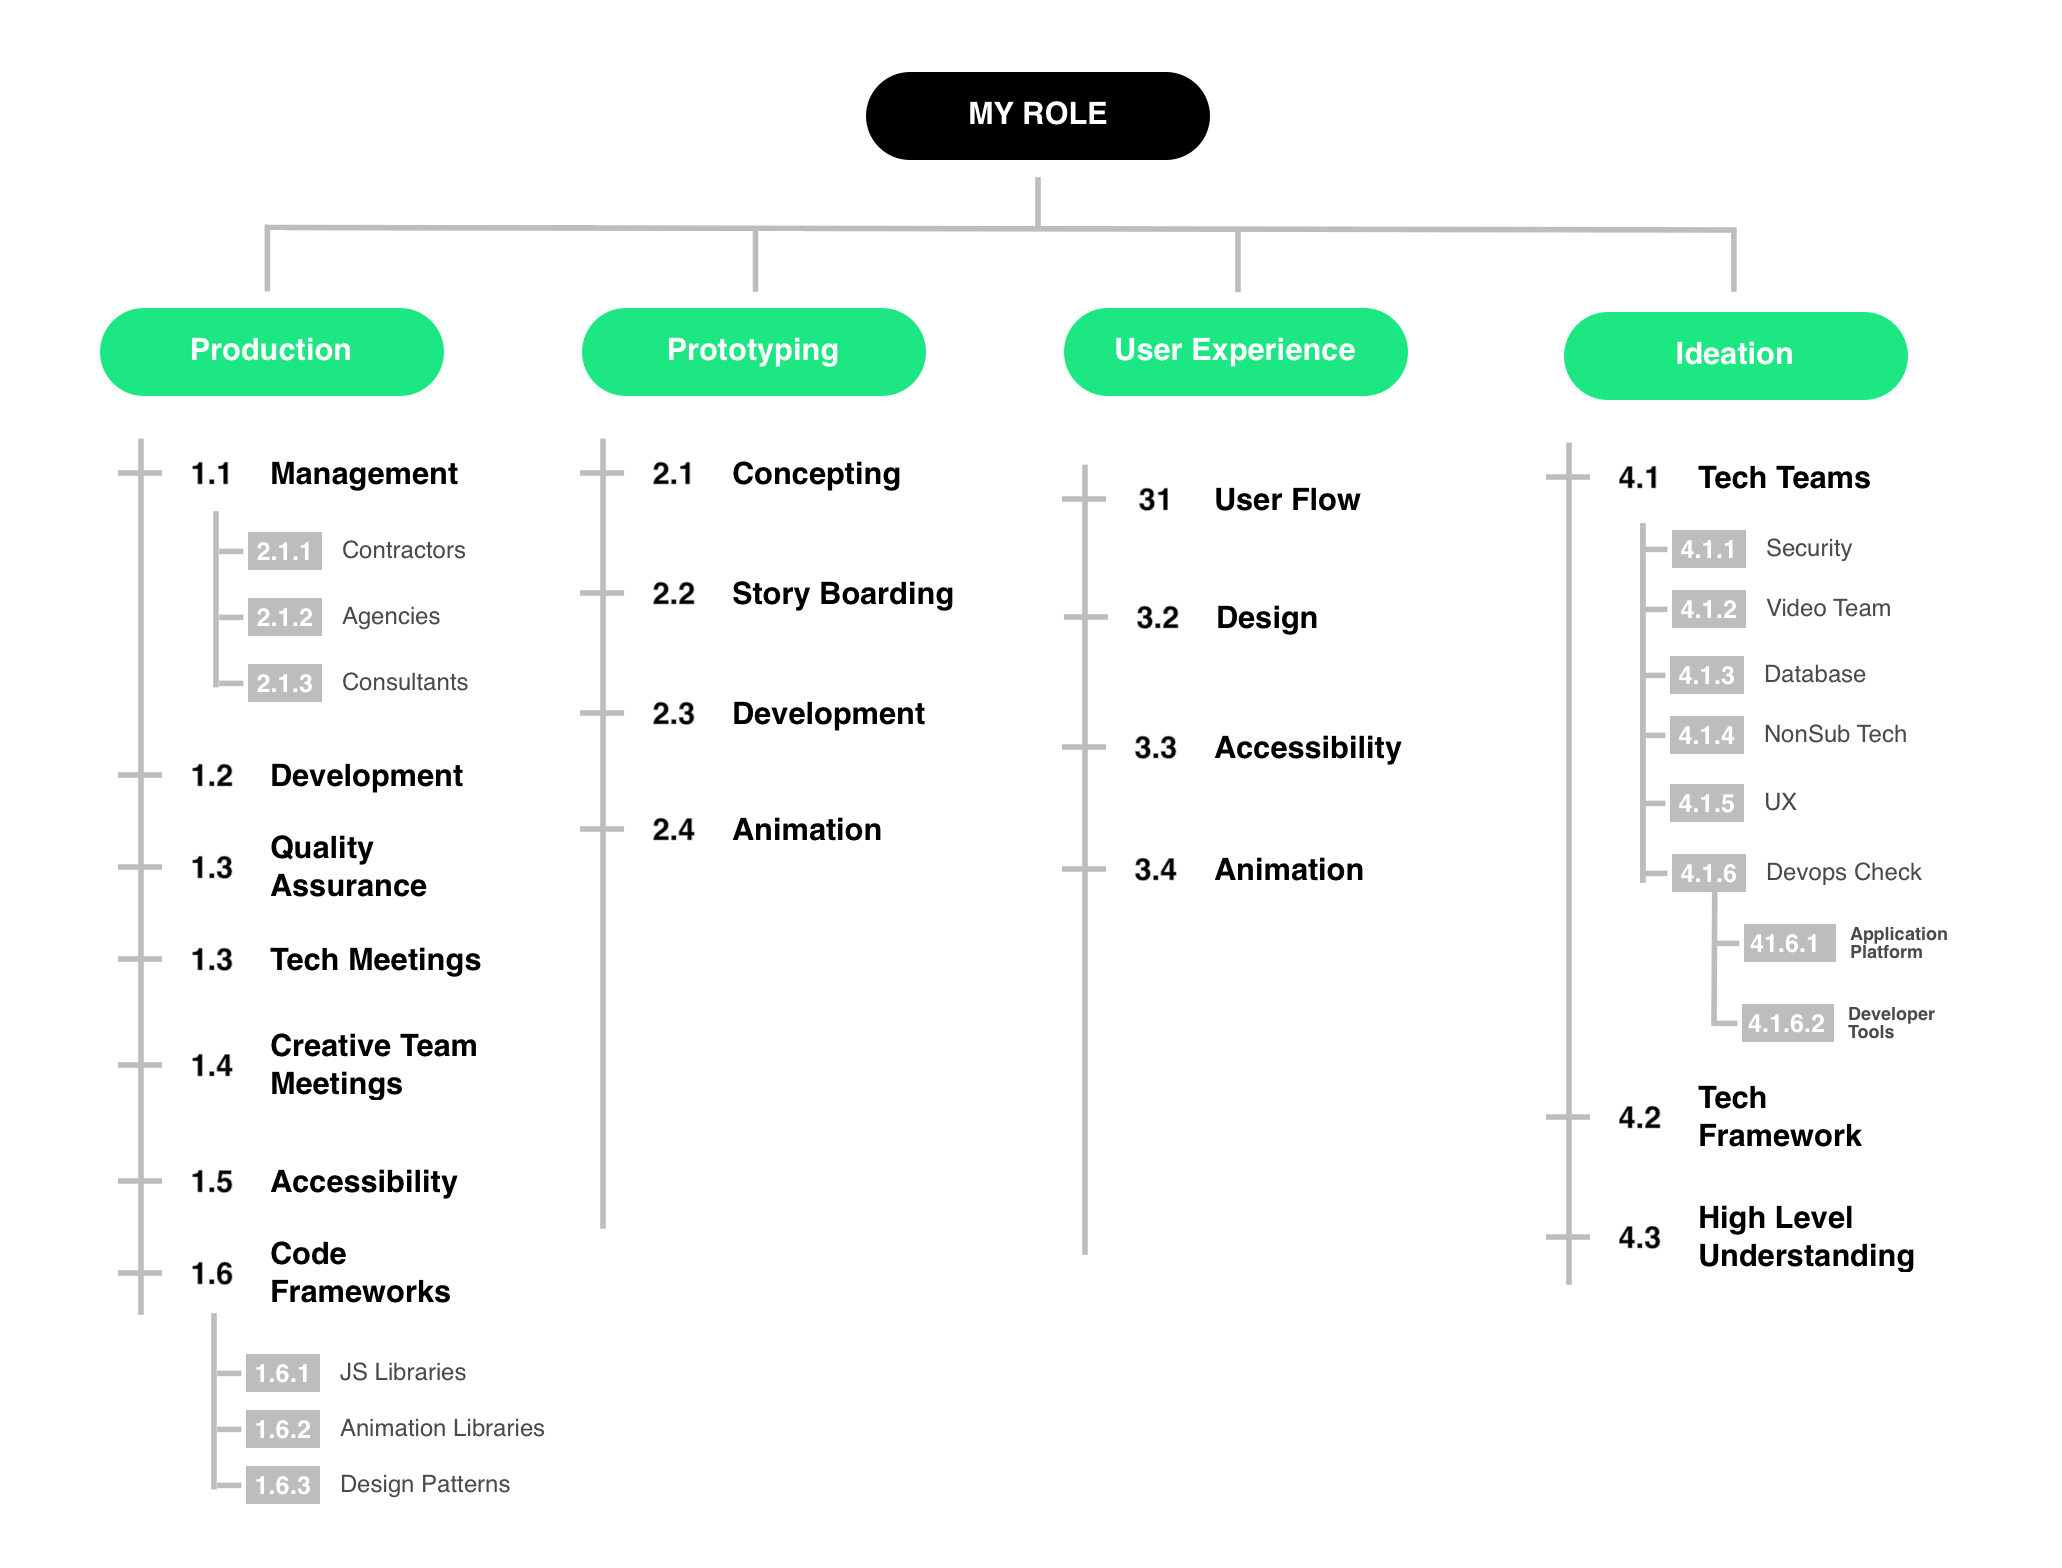 MY ROLE
Production
1.1 Management
2.1.1 Contractors
2.1.2 Agencies
2.1.3 Consultants
1.2 Development
1.3 Quality
Assurance
1.3 Tech Meetings
1.4 Creative Team
Meetings
1.5 Accessibility
1.6 Code
Frameworks
1.6.1 JS Libraries
1.6.2 Animation Libraries
1.6.3 Design Patterns
Prototyping
2.1 Concepting
2.2 Story Boarding
2.3 Development
2.4 Animation
User Experience
31 User Flow
3.2 Design
3.3 Accessibility
3.4 Animation
Ideation
4.1 Tech Teams
4.1.1 Security
4.1.2 Video Team
4.1.3 Database
4.1.4 NonSub Tech
4.1.5 UX
4.1.6 Devops Check
41.6.1 Application
Platform
4.1.6.2 Developer
Tools
4.2 Tech
Framework
4.3 High Level
Understanding